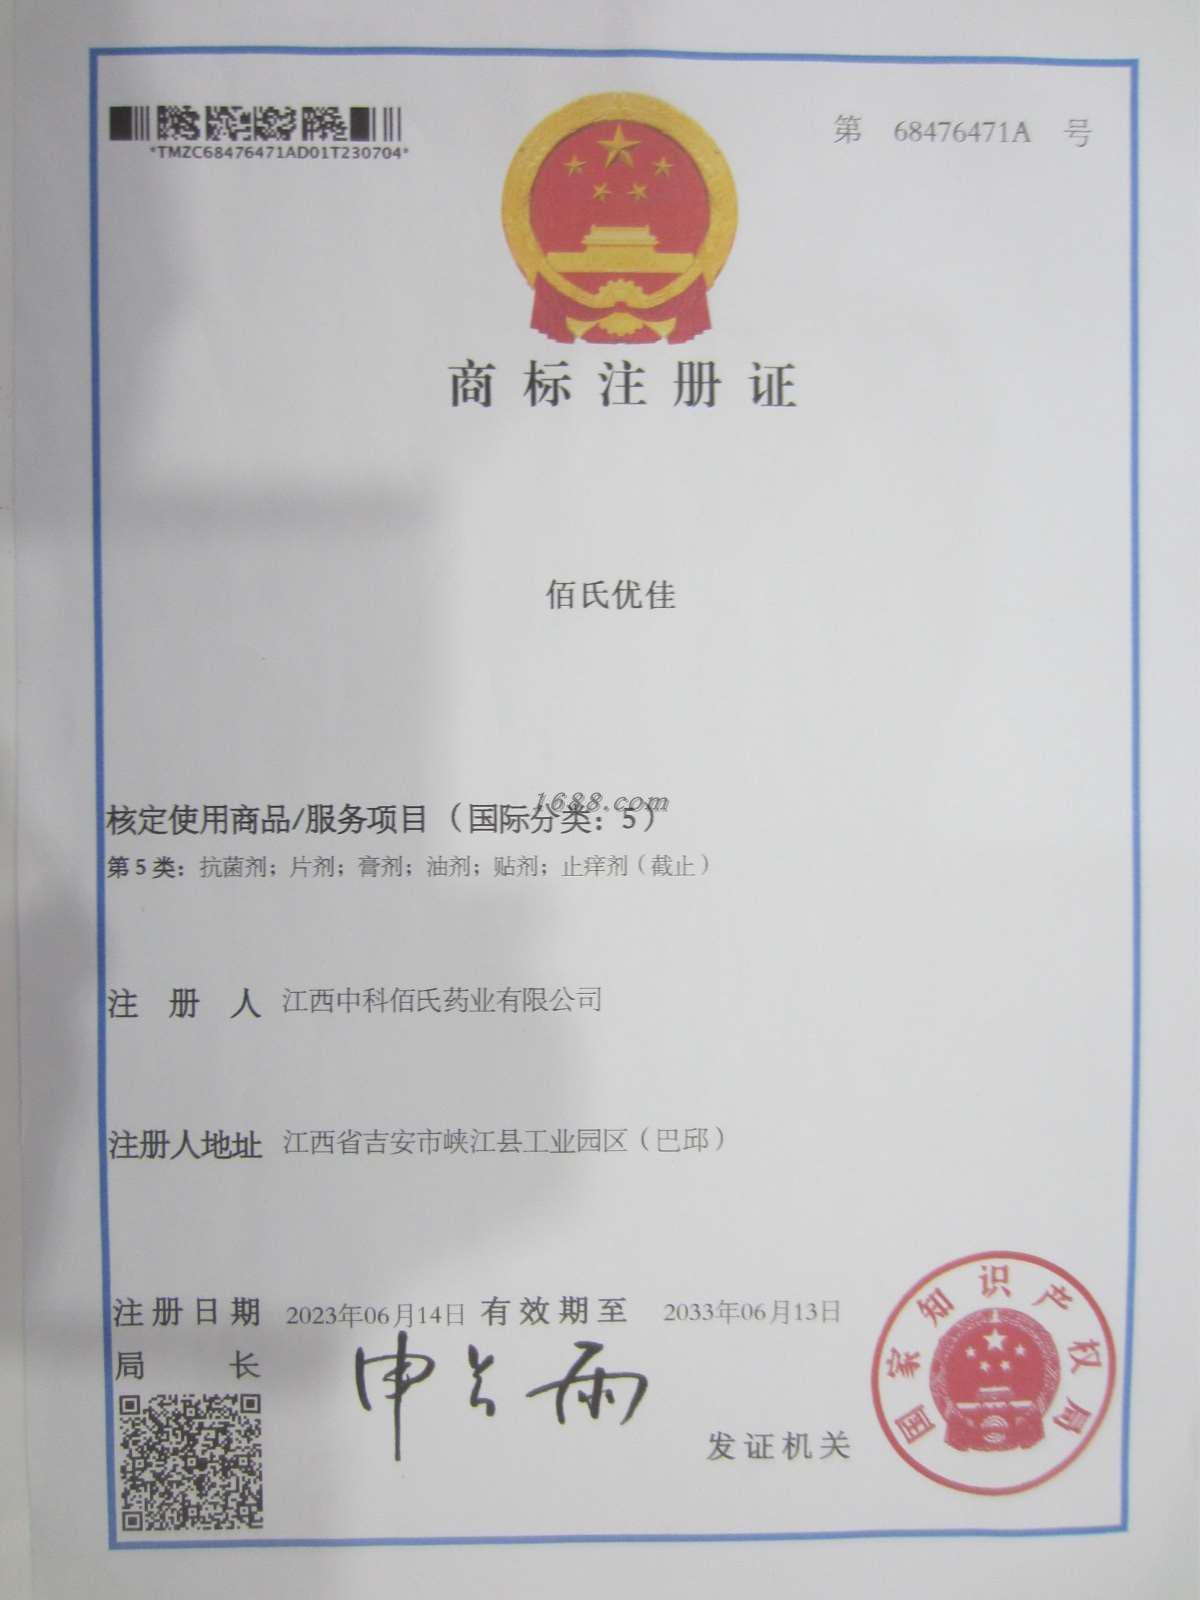 *TMZC68476471AD01T230704*
第 68476471A 号
商标注册证
佰氏优佳
1688.com
核定使用商品/服务项目（国际分类：5）
第5类：抗菌剂；片剂；膏剂；油剂；贴剂；止痒剂（截止）
注册人 江西中科佰氏药业有限公司
注册人地址 江西省吉安市峡江县工业园区（巴邱）
注册日期 2023年06月14日 有效期至 2033年06月13日
局长 申长雨
发证机关
国家知识产权局